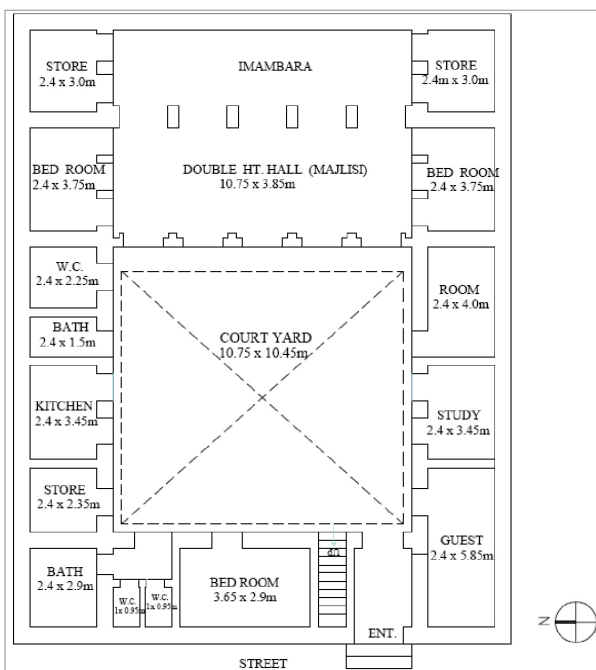 STORE
2.4 x 3.0m
IMAMBARA
STORE
2.4m x 3.0m
BED ROOM
2.4 x 3.75m
DOUBLE HT. HALL (MAJLISI)
10.75 x 3.85m
BED ROOM
2.4 x 3.75m
W.C.
2.4 x 2.25m
ROOM
2.4 x 4.0m
BATH
2.4 x 1.5m
COURT YARD
10.75 x 10.45m
KITCHEN
2.4 x 3.45m
STUDY
2.4 x 3.45m
STORE
2.4 x 2.35m
GUEST
2.4 x 5.85m
UP
BATH
2.4 x 2.9m
BED ROOM
3.65 x 2.9m
W.C.
1x 0.95m
W.C.
1x 0.95m
ENT.
N
STREET